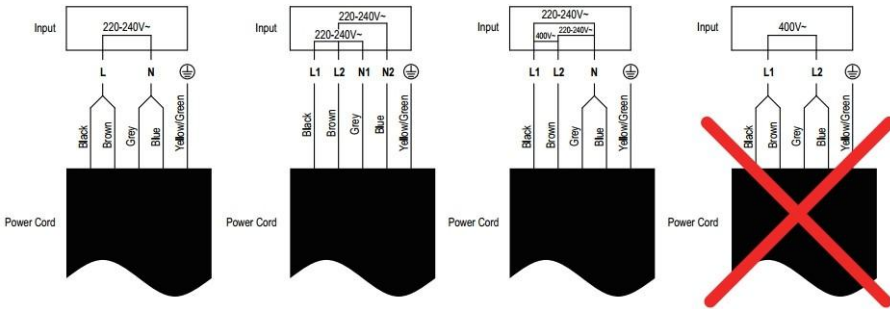 Input
220-240V~
L N
Black
Brown
Grey
Blue
Yellow/Green
Power Cord
Input
220-240V~
220-240V~
L1 L2 N1 N2
Black
Brown
Grey
Blue
Yellow/Green
Power Cord
Input
220-240V~
400V~ 220-240V~
L1 L2 N
Black
Brown
Grey
Blue
Yellow/Green
Power Cord
Input
400V~
L1 L2
Black
Brown
Grey
Blue
Yellow/Green
Power Cord